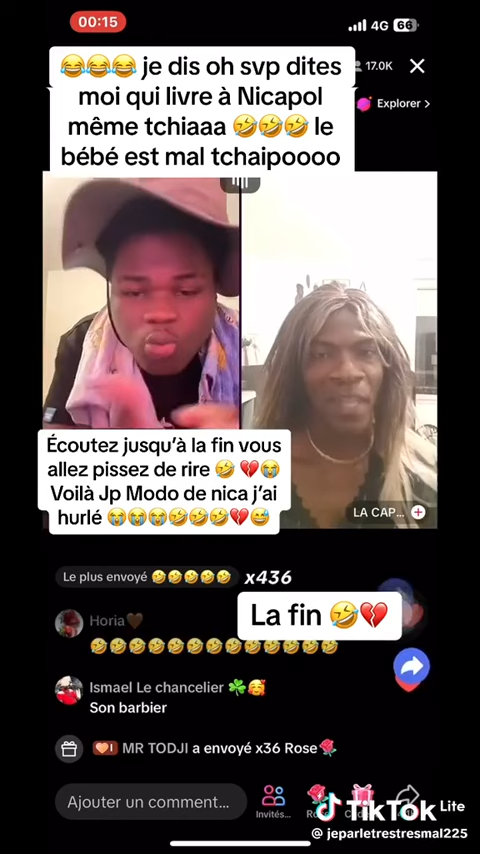 00:15
4G 66
😂😂😂 je dis oh svp dites
moi qui livre à Nicapol
même tchiaaa 🤣🤣🤣 le
bébé est mal tchaipoooo
17.0K
Explorer >
Écoutez jusqu’à la fin vous
allez pissez de rire 🤣 💔😭
Voilà Jp Modo de nica j’ai
hurlé 😭😭😭🤣🤣🤣💔😅
LA CAP...
Le plus envoyé 🤣🤣🤣🤣🤣 x436
La fin 🤣💔
Horia🤎
🤣🤣🤣🤣🤣🤣🤣🤣🤣🤣🤣🤣🤣
Ismael Le chancelier ☘️🥰
Son barbier
MR TODJI a envoyé x36 Rose🌹
Ajouter un comment...
Invités...
TikTok Lite
@jeparletrestresmal225